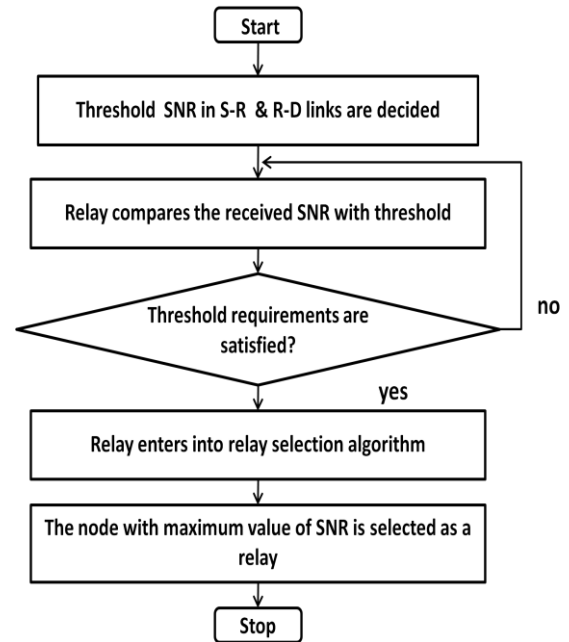 Start
Threshold SNR in S-R & R-D links are decided
Relay compares the received SNR with threshold
Threshold requirements are
satisfied?
no
yes
Relay enters into relay selection algorithm
The node with maximum value of SNR is selected as a
relay
Stop